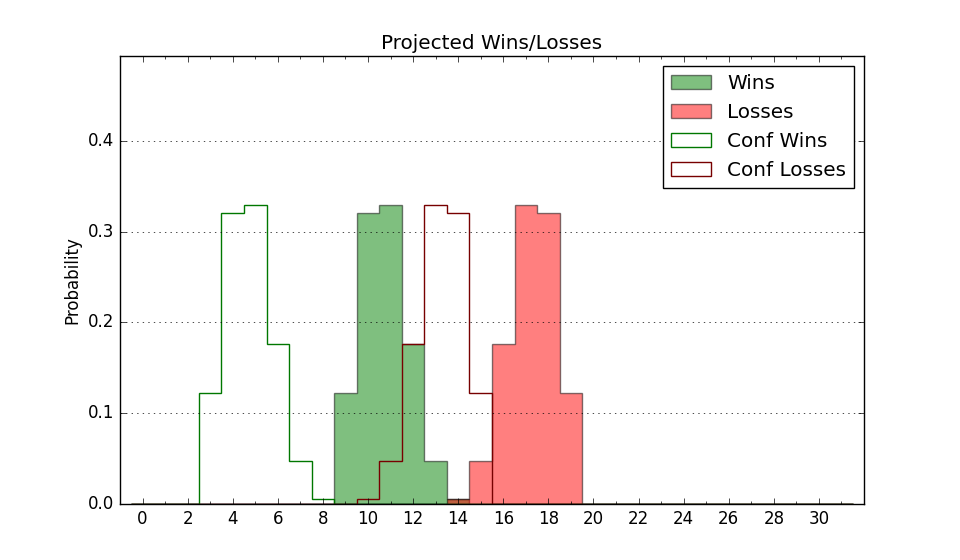 Projected Wins/Losses
Wins
Losses
Conf Wins
Conf Losses
Probability
0.4
0.3
0.2
0.1
0.0
0 2 4 6 8 10 12 14 16 18 20 22 24 26 28 30